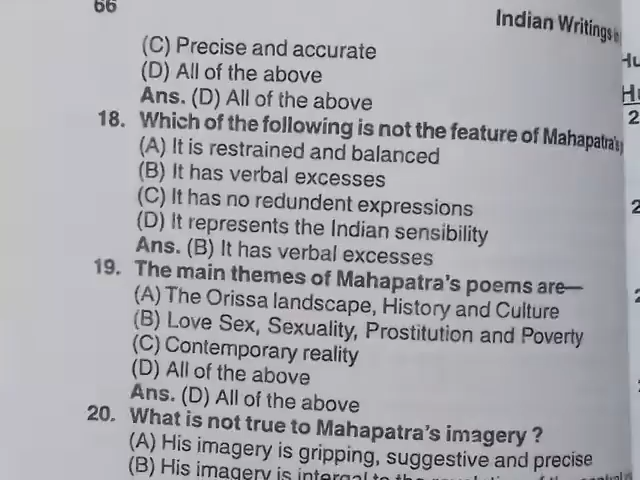 66
Indian Writings
(C) Precise and accurate
(D) All of the above
Ans. (D) All of the above
18. Which of the following is not the feature of Mahapatra's
(A) It is restrained and balanced
(B) It has verbal excesses
(C) It has no redundent expressions
(D) It represents the Indian sensibility
Ans. (B) It has verbal excesses
19. The main themes of Mahapatra's poems are—
(A) The Orissa landscape, History and Culture
(B) Love Sex, Sexuality, Prostitution and Poverty
(C) Contemporary reality
(D) All of the above
Ans. (D) All of the above
20. What is not true to Mahapatra's imagery ?
(A) His imagery is gripping, suggestive and precise
(B) His imagery is